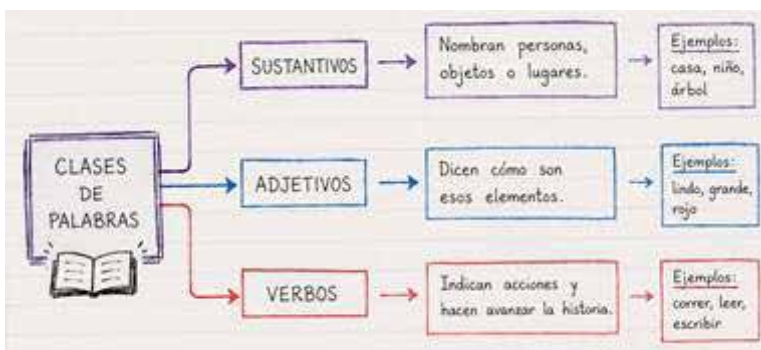 CLASES
DE
PALABRAS
SUSTANTIVOS
Nombran personas,
objetos o lugares.
Ejemplos:
casa, niño,
árbol
ADJETIVOS
Dicen cómo son
esos elementos.
Ejemplos:
lindo, grande,
rojo
VERBOS
Indican acciones y
hacen avanzar la historia.
Ejemplos:
correr, leer,
escribir